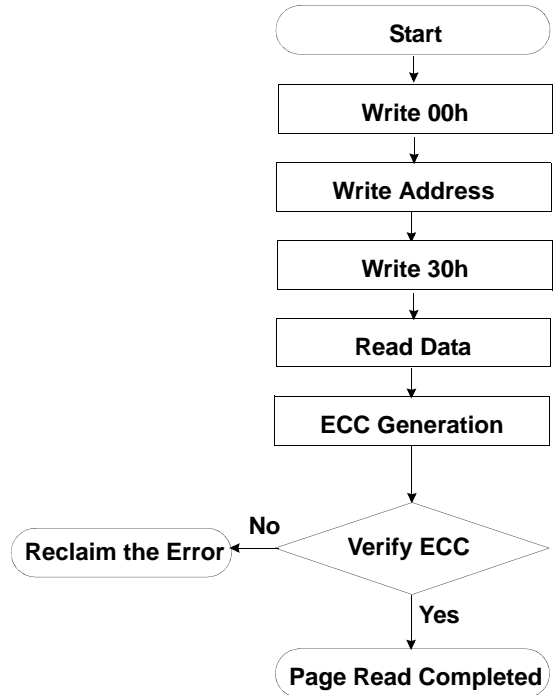 Start
Write 00h
Write Address
Write 30h
Read Data
ECC Generation
No
Reclaim the Error
Verify ECC
Yes
Page Read Completed